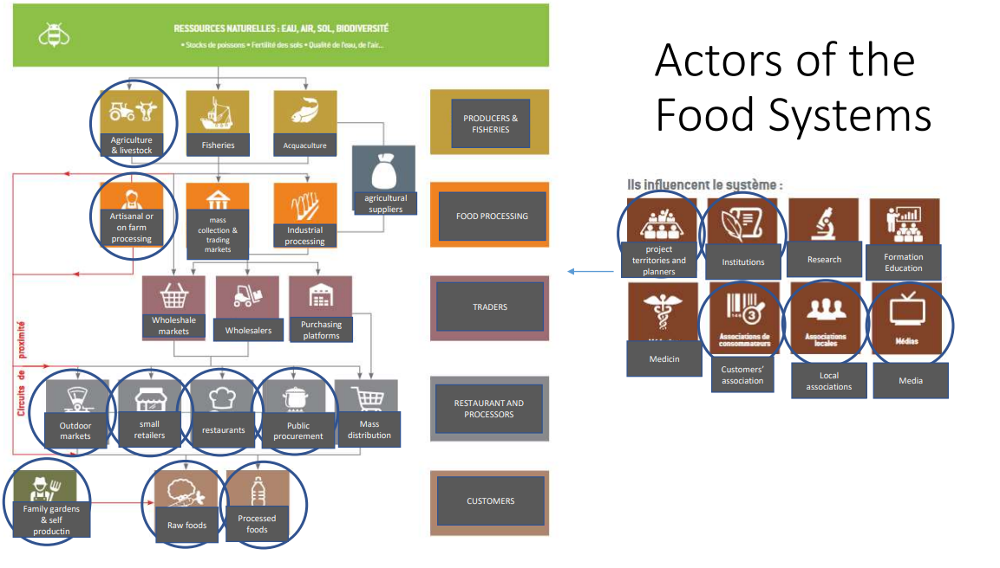 RESSOURCES NATURELLES : EAU, AIR, SOL, BIODIVERSITÉ
• Stocks de poissons • Fertilité des sols • Qualité de l'eau, de l'air...
Actors of the
Food Systems
Agriculture
& livestock
Fisheries
Acquaculture
PRODUCERS &
FISHERIES
agricultural
suppliers
Artisanal or
on farm
processing
mass
collection &
trading
markets
Industrial
processing
FOOD PROCESSING
Ils influencent le système :
project
territories and
planners
Institutions
Research
Formation
Education
Wholeshale
markets
Wholesalers
Purchasing
platforms
TRADERS
Associations de
consommateurs
Associations
locales
Médias
Medicin
Customers'
association
Local
associations
Media
Circuits de proximité
Outdoor
markets
small
retailers
restaurants
Public
procurement
Mass
distribution
RESTAURANT AND
PROCESSORS
Family gardens
& self
productin
Raw foods
Processed
foods
CUSTOMERS